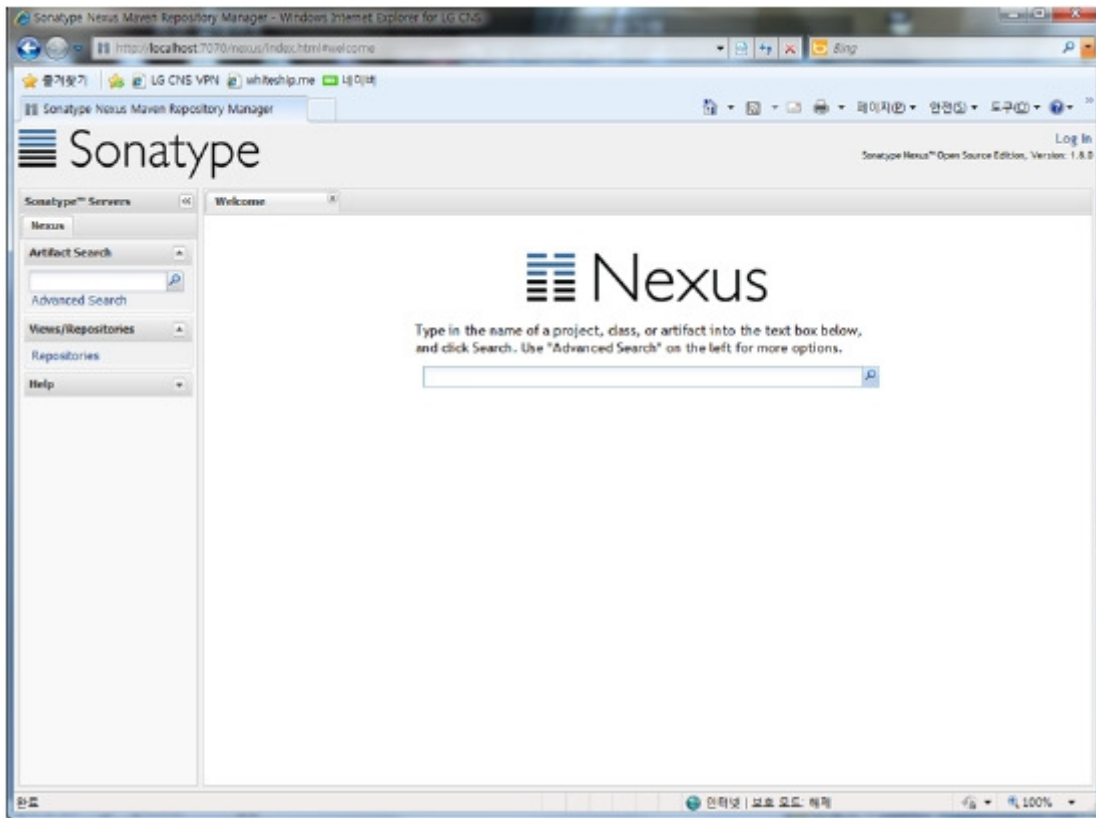 Sonatype Nexus Maven Repository Manager - Windows Internet Explorer for LG CNS
http://localhost:7070/nexus/index.html#welcome
Bing
즐겨찾기 LG CNS VPN whiteship.me 네이버
Sonatype Nexus Maven Repository Manager
페이지(P) 안전(S) 도구(O)
Sonatype
Log In
Sonatype Nexus™ Open Source Edition, Version: 1.8.0
Sonatype™ Servers
Welcome
Nexus
Artifact Search
Advanced Search
Views/Repositories
Repositories
Help
Nexus
Type in the name of a project, class, or artifact into the text box below,
and click Search. Use "Advanced Search" on the left for more options.
완료
인터넷 | 보호 모드: 해제
100%